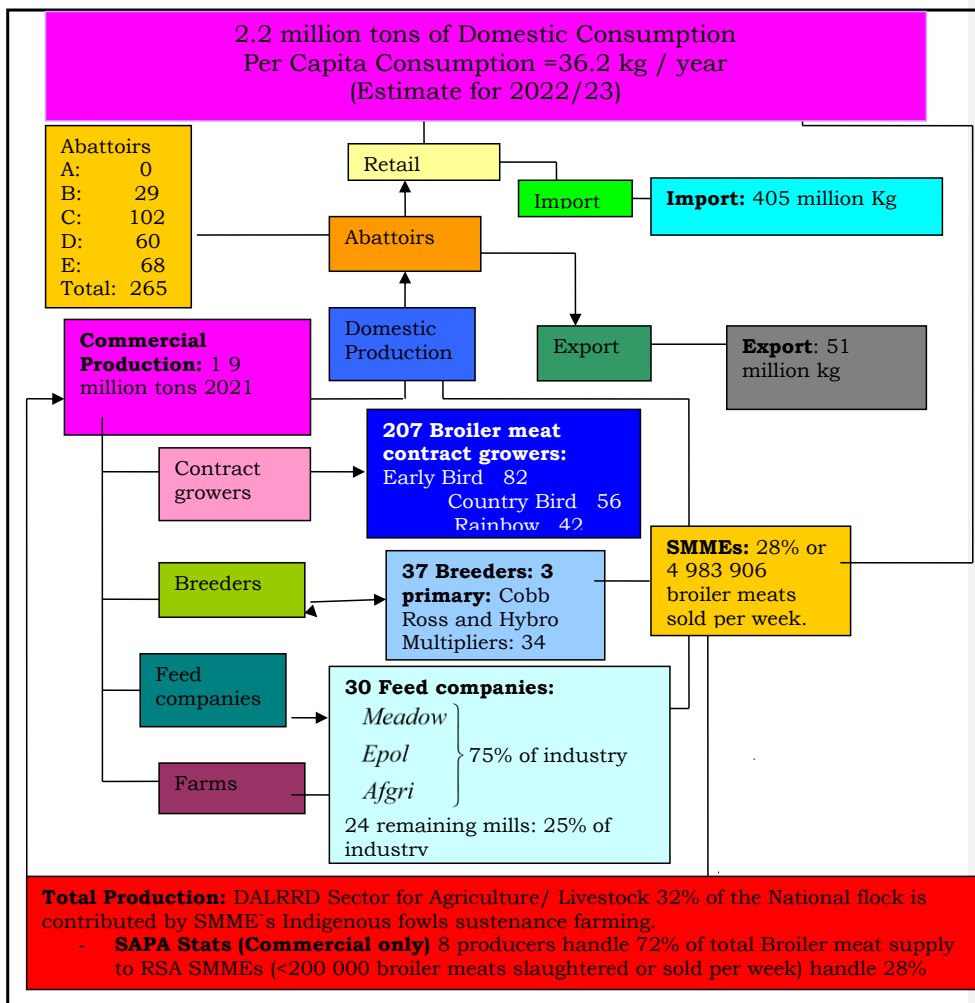 2.2 million tons of Domestic Consumption
Per Capita Consumption =36.2 kg / year
(Estimate for 2022/23)
Abattoirs
A: 0
B: 29
C: 102
D: 60
E: 68
Total: 265
Retail
Import
Import: 405 million Kg
Abattoirs
Domestic
Production
Export
Export: 51
million kg
Commercial
Production: 1 9
million tons 2021
Contract
growers
207 Broiler meat
contract growers:
Early Bird 82
Country Bird 56
Rainbow 42
Breeders
37 Breeders: 3
primary: Cobb
Ross and Hybro
Multipliers: 34
SMMEs: 28% or
4 983 906
broiler meats
sold per week.
Feed
companies
30 Feed companies:
Meadow
Epol
Afgri
75% of industry
24 remaining mills: 25% of
industry
Farms
Total Production: DALRRD Sector for Agriculture/ Livestock 32% of the National flock is
contributed by SMME`s Indigenous fowls sustenance farming.
- SAPA Stats (Commercial only) 8 producers handle 72% of total Broiler meat supply
to RSA SMMEs (<200 000 broiler meats slaughtered or sold per week) handle 28%